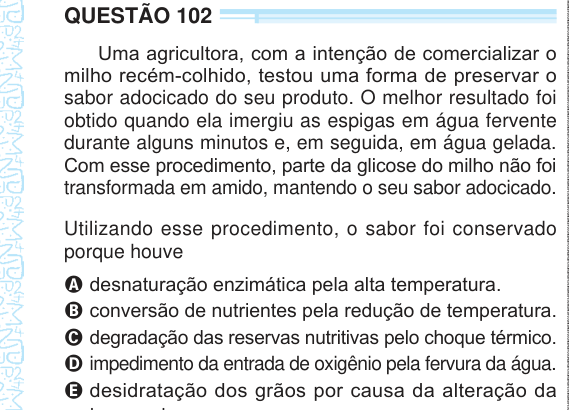 QUESTÃO 102
Uma agricultora, com a intenção de comercializar o
milho recém-colhido, testou uma forma de preservar o
sabor adocicado do seu produto. O melhor resultado foi
obtido quando ela imergiu as espigas em água fervente
durante alguns minutos e, em seguida, em água gelada.
Com esse procedimento, parte da glicose do milho não foi
transformada em amido, mantendo o seu sabor adocicado.
Utilizando esse procedimento, o sabor foi conservado
porque houve
A desnaturação enzimática pela alta temperatura.
B conversão de nutrientes pela redução de temperatura.
C degradação das reservas nutritivas pelo choque térmico.
D impedimento da entrada de oxigênio pela fervura da água.
E desidratação dos grãos por causa da alteração da